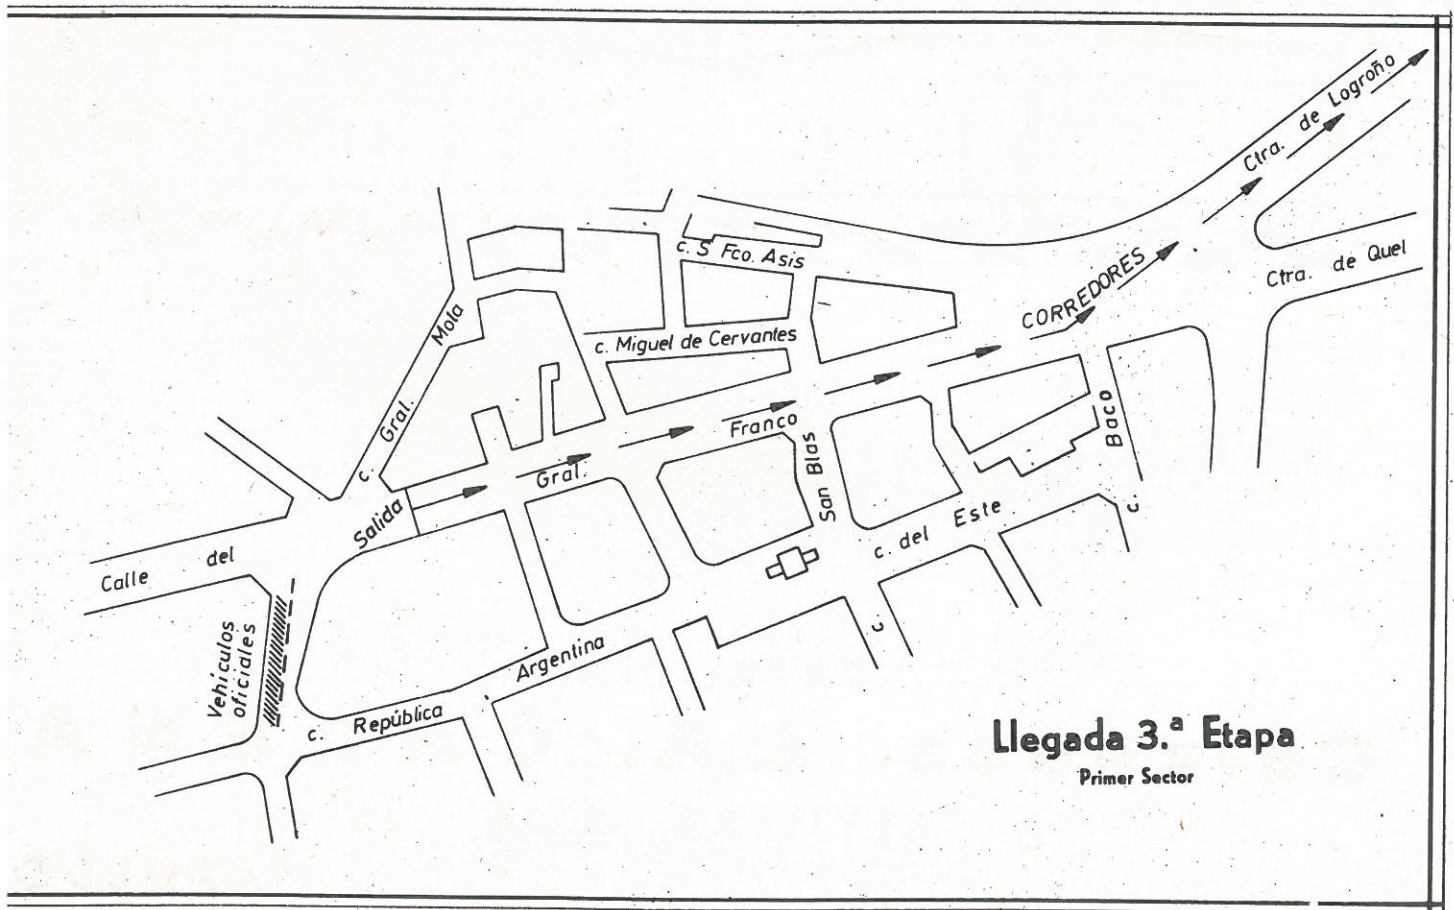 Ctra. de Logroño
Ctra. de Quel
CORREDORES
c. S Fco. Asis
c. Miguel de Cervantes
c. Gral. Mola
Salida
Gral. Franco
San Blas
c.
Baco
c.
c. del Este
Calle del
Vehiculos
oficiales
c. República Argentina
Llegada 3.ª Etapa
Primer Sector